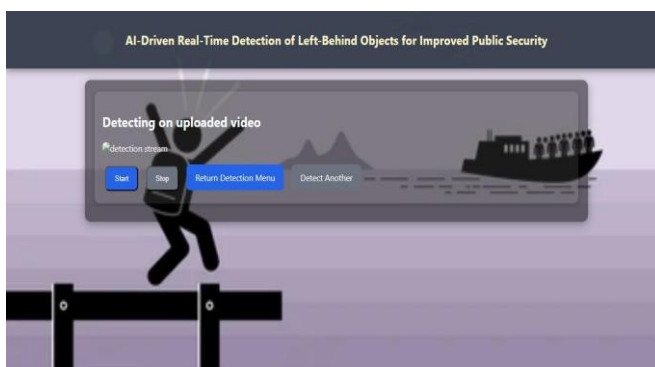 AI-Driven Real-Time Detection of Left-Behind Objects for Improved Public Security
Detecting on uploaded video
detection stream
Start Stop Return Detection Menu Detect Another